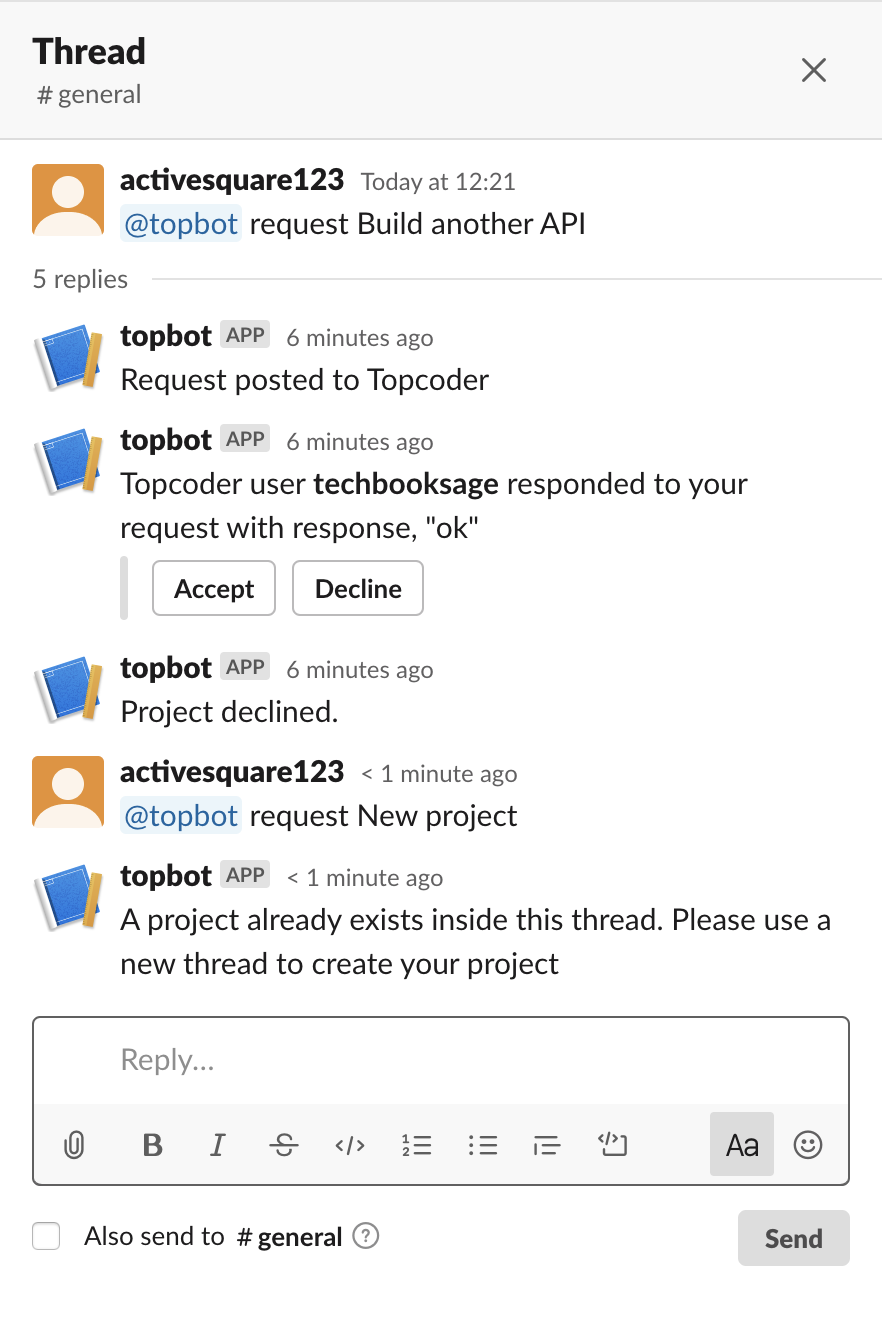 Thread
# general
activesquare123 Today at 12:21
@topbot request Build another API
5 replies
topbot APP 6 minutes ago
Request posted to Topcoder
topbot APP 6 minutes ago
Topcoder user techbooksage responded to your
request with response, "ok"
Accept Decline
topbot APP 6 minutes ago
Project declined.
activesquare123 < 1 minute ago
@topbot request New project
topbot APP < 1 minute ago
A project already exists inside this thread. Please use a
new thread to create your project
Reply...
B I S </> Aa
Also send to # general ?
Send